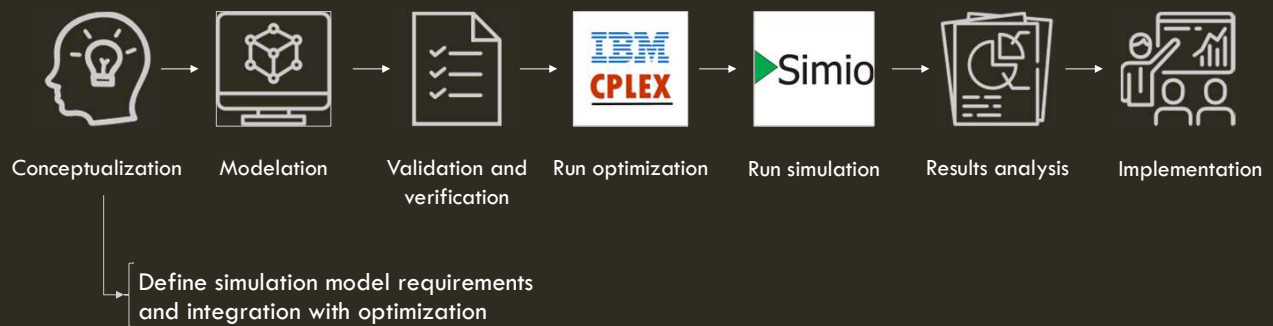 IBM
CPLEX
Simio
Conceptualization
Modelation
Validation and
verification
Run optimization
Run simulation
Results analysis
Implementation
Define simulation model requirements
and integration with optimization